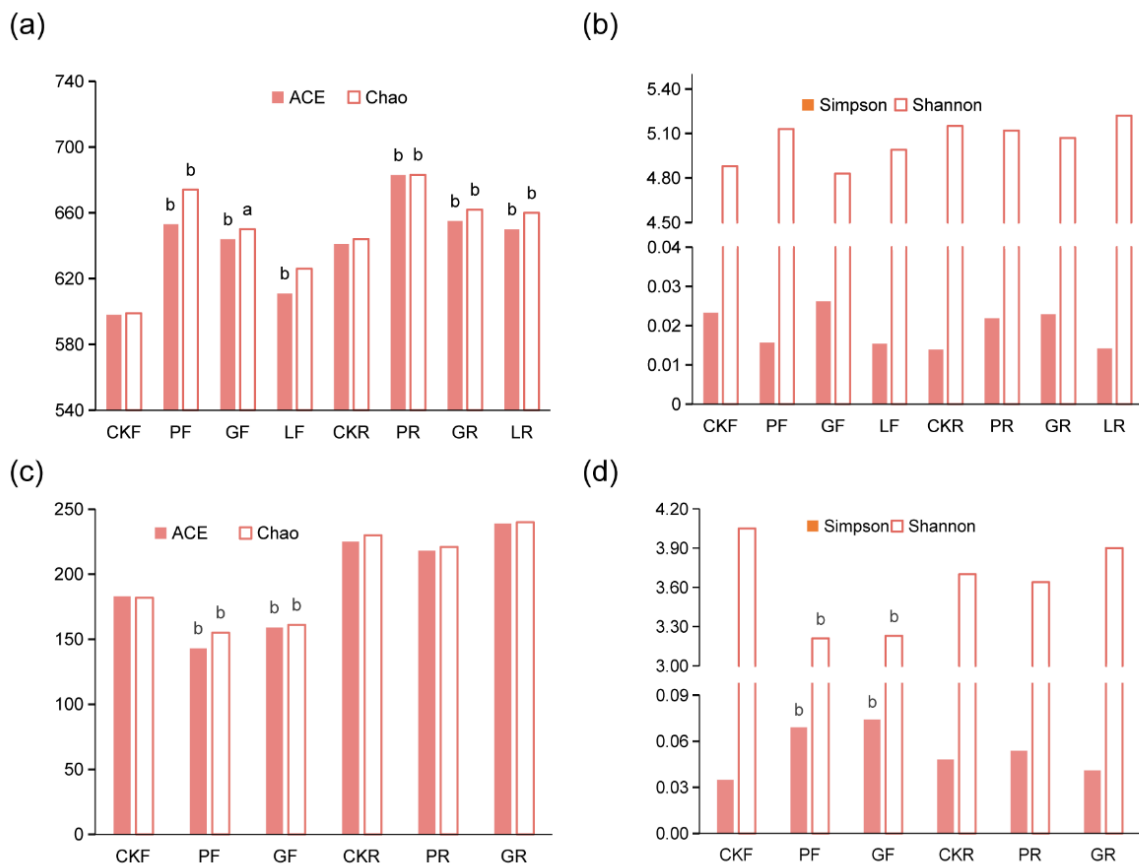 (a)
740
ACE Chao
700
b b
b
b a
b b
b b
660
b
620
580
540
CKF PF GF LF CKR PR GR LR
(b)
5.40
Simpson Shannon
5.10
4.80
4.50
0.04
0.03
0.02
0.01
0
CKF PF GF LF CKR PR GR LR
(c)
250
ACE Chao
200
b b b b
150
100
50
0
CKF PF GF CKR PR GR
(d)
4.20
Simpson Shannon
3.90
3.60
b b
3.30
3.00
0.09
b b
0.06
0.03
0.00
CKF PF GF CKR PR GR